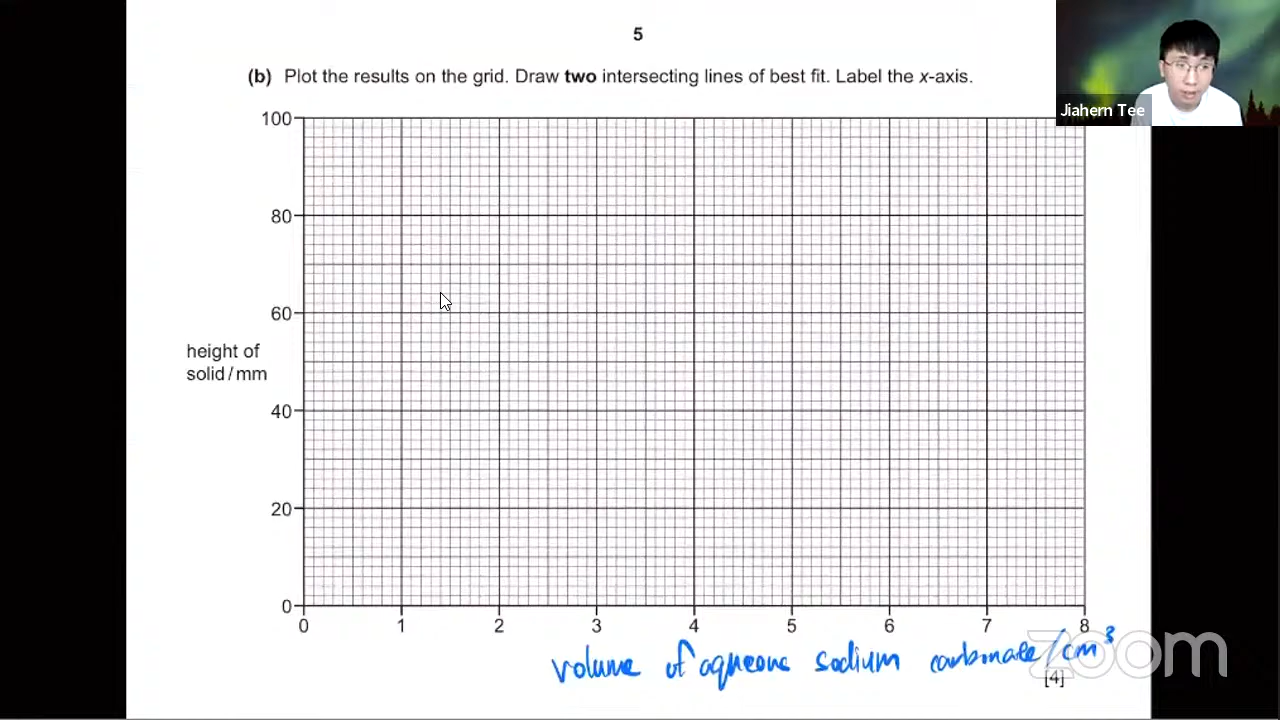 5
(b) Plot the results on the grid. Draw two intersecting lines of best fit. Label the x-axis.
Jiahern Tee
100
80
60
height of
solid / mm
40
20
0
0 1 2 3 4 5 6 7 8
volume of aqueous sodium carbonate/cm³
zoom
[4]